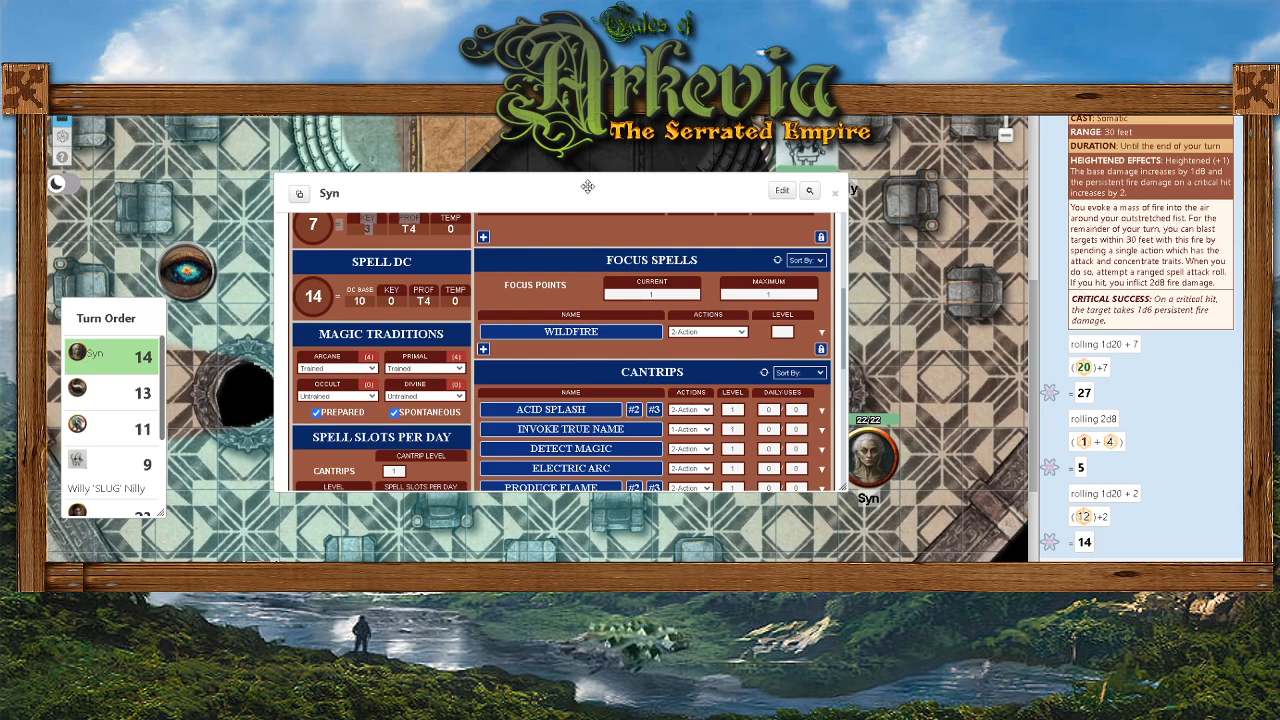 Tales of
Arkevia
The Serrated Empire
Syn
Edit
7 = KEY PROF TEMP
3 T4 0
SPELL DC
14 = DC BASE KEY PROF TEMP
10 0 T4 0
MAGIC TRADITIONS
ARCANE (4) PRIMAL (4)
Trained Trained
OCCULT (0) DIVINE (0)
Untrained Untrained
PREPARED SPONTANEOUS
SPELL SLOTS PER DAY
CANTRIP LEVEL
CANTRIPS 1
LEVEL SPELL SLOTS PER DAY
FOCUS SPELLS Sort By:
FOCUS POINTS CURRENT MAXIMUM
1 1
NAME ACTIONS LEVEL
WILDFIRE 2-Action
CANTRIPS Sort By:
NAME ACTIONS LEVEL DAILY USES
ACID SPLASH #2 #3 2-Action 1 0 / 0
INVOKE TRUE NAME 1-Action 1 0 / 0
DETECT MAGIC 2-Action 1 0 / 0
ELECTRIC ARC 2-Action 1 0 / 0
PRODUCE FLAME #2 #3 2-Action 1 0 / 0
Turn Order
Syn 14
13
11
9
Willy 'SLUG' Nilly
22/22
Syn
CAST: Somatic
RANGE: 30 feet
DURATION: Until the end of your turn
HEIGHTENED EFFECTS: Heightened (+1)
The base damage increases by 1d8 and
the persistent fire damage on a critical hit
increases by 2.
You evoke a mass of fire into the air
around your outstretched fist. For the
remainder of your turn, you can blast
targets within 30 feet with this fire by
spending a single action which has the
attack and concentrate traits. When you
do so, attempt a ranged spell attack roll.
If you hit, you inflict 2d8 fire damage.
CRITICAL SUCCESS: On a critical hit,
the target takes 1d6 persistent fire
damage.
rolling 1d20 + 7
(20)+7
= 27
rolling 2d8
(1 + 4)
= 5
rolling 1d20 + 2
(12)+2
= 14